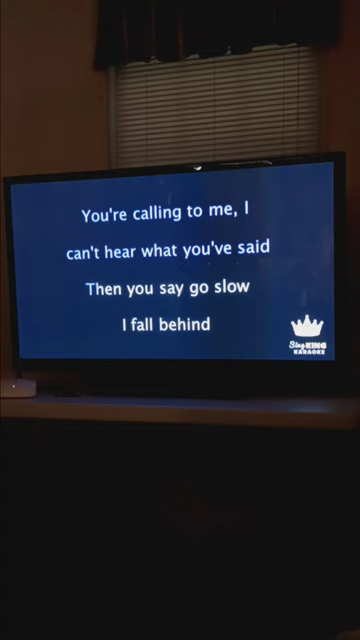 You're calling to me, I
can't hear what you've said
Then you say go slow
I fall behind
Sing KING
KARAOKE